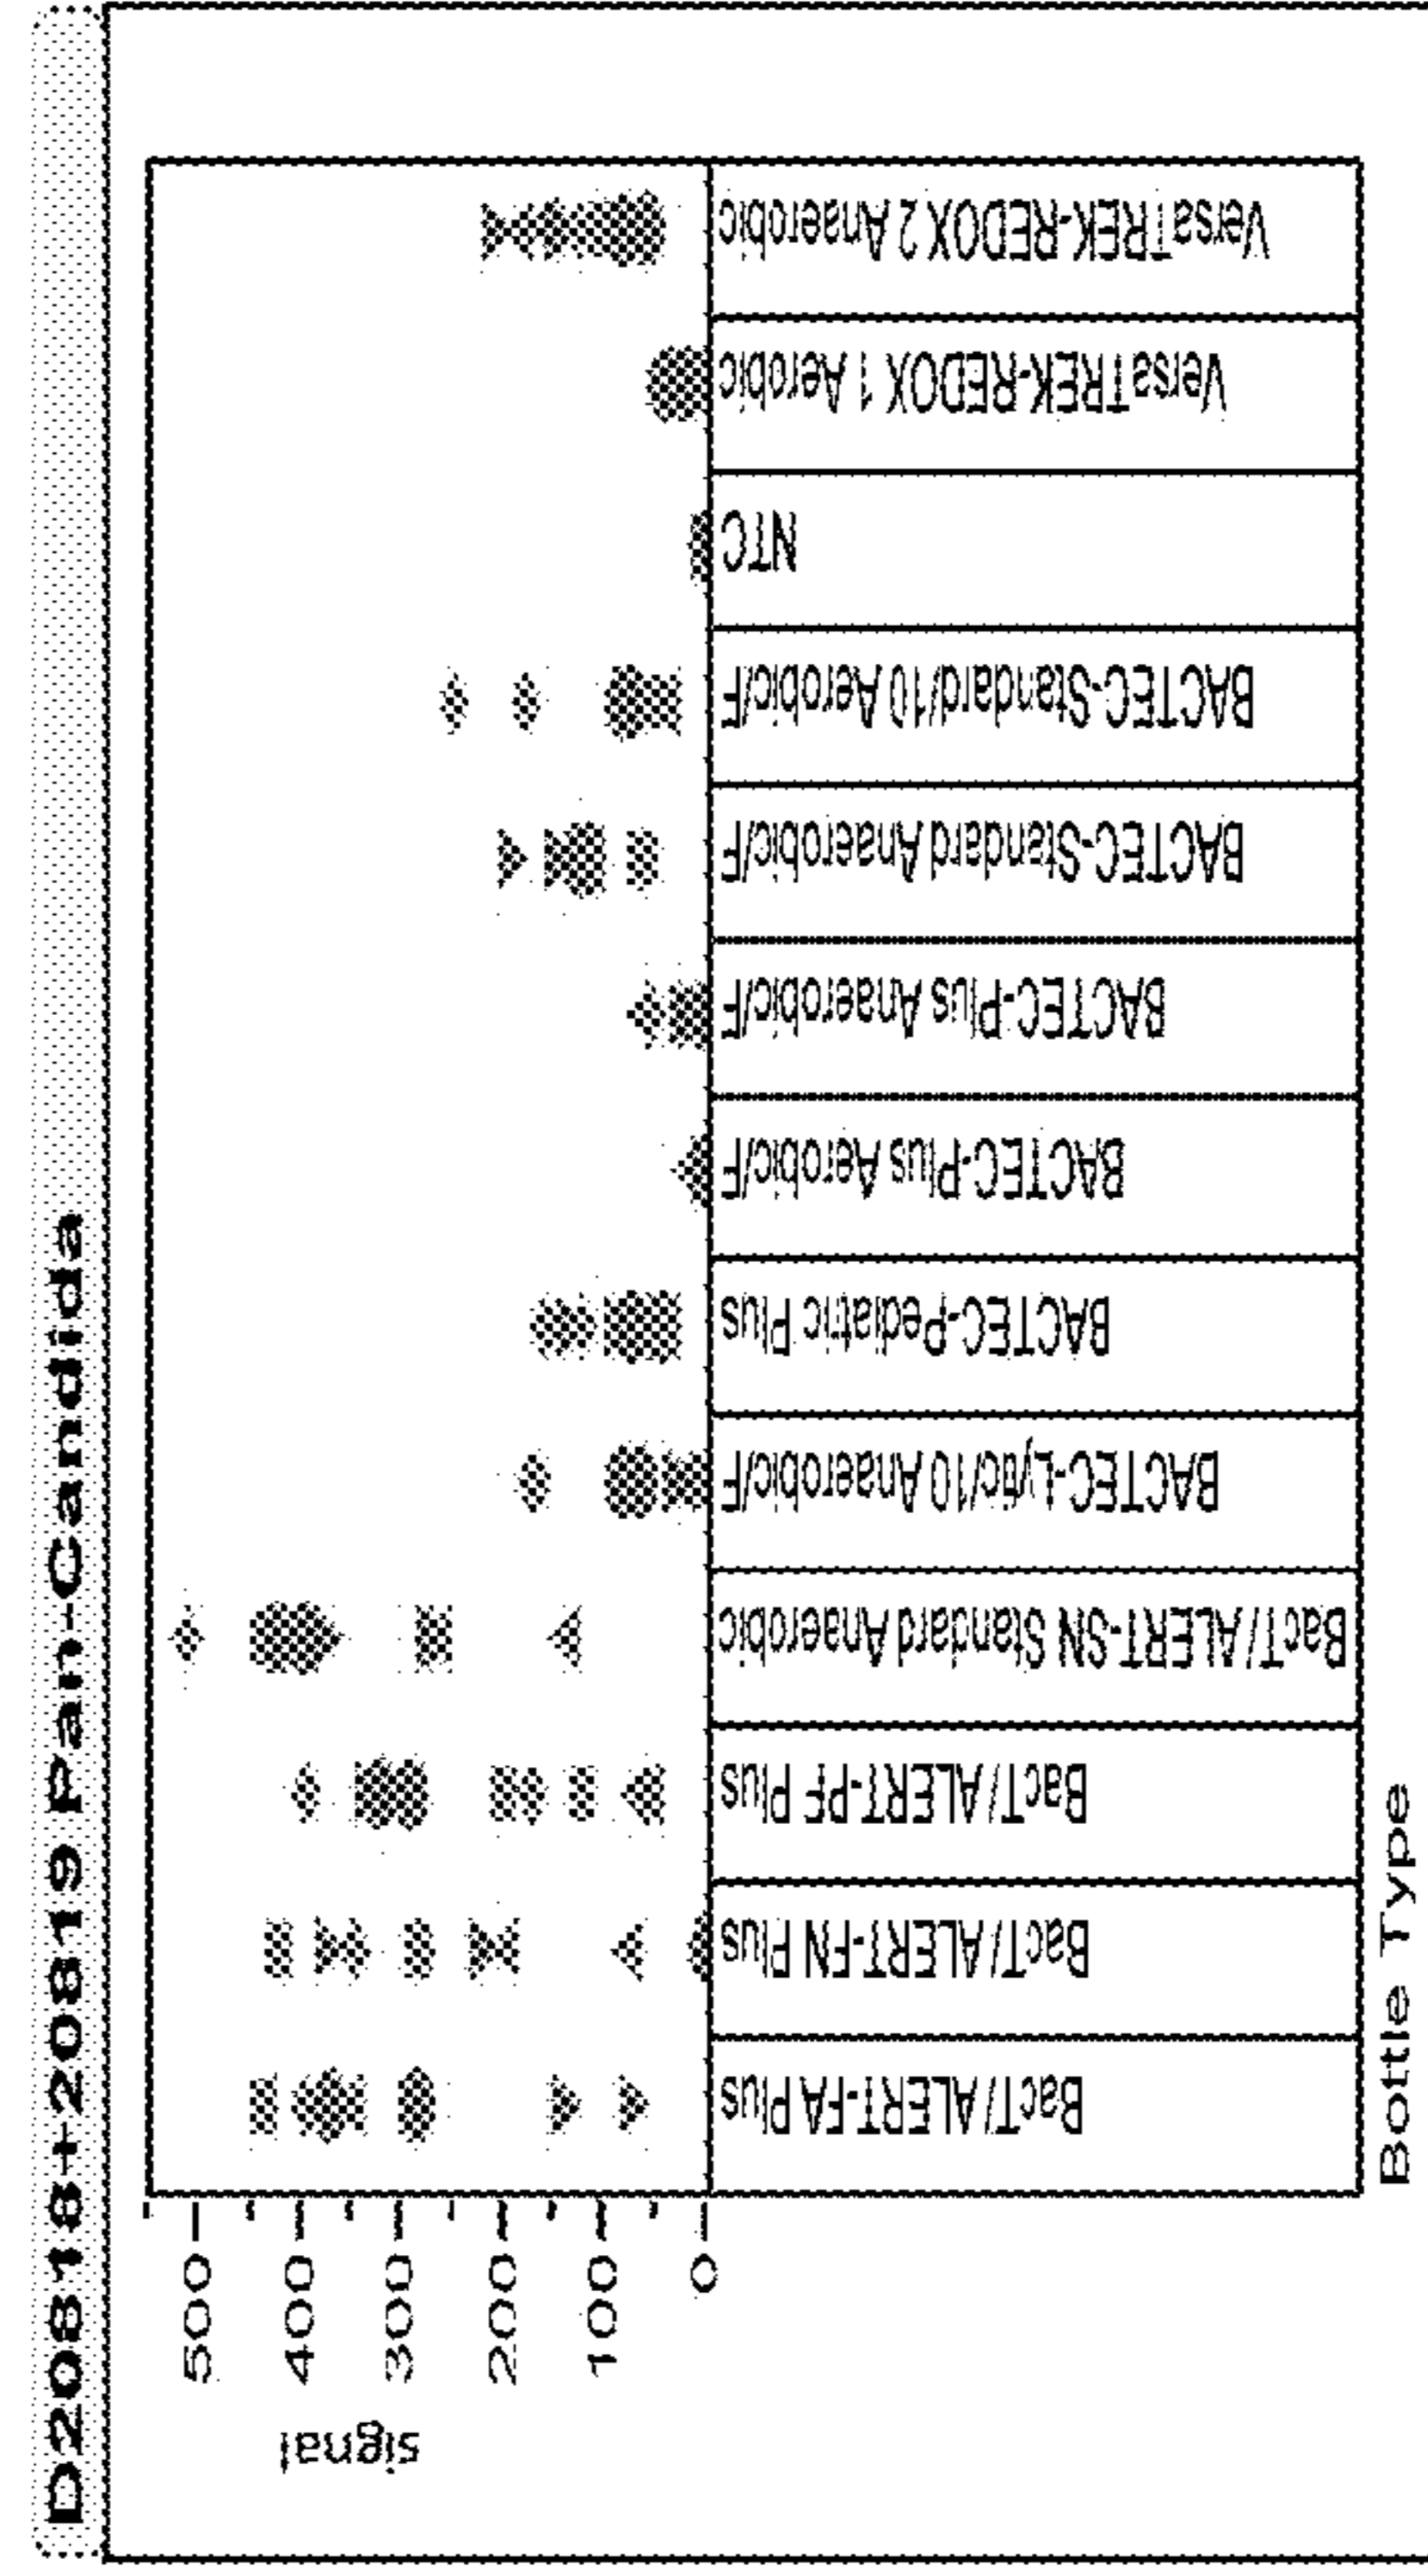 D20818+20819 Pan-Candida
signal
500
400
300
200
100
0
BacT/ALERT-FA Plus
BacT/ALERT-FN Plus
BacT/ALERT-PF Plus
BacT/ALERT-SN Standard Anaerobic
BACTEC-Lytic/10 Anaerobic/F
BACTEC-Pediatric Plus
BACTEC-Plus Aerobic/F
BACTEC-Plus Anaerobic/F
BACTEC-Standard Anaerobic/F
BACTEC-Standard/10 Aerobic/F
NTC
VersaTREK-REDOX 1 Aerobic
VersaTREK-REDOX 2 Anaerobic
Bottle Type